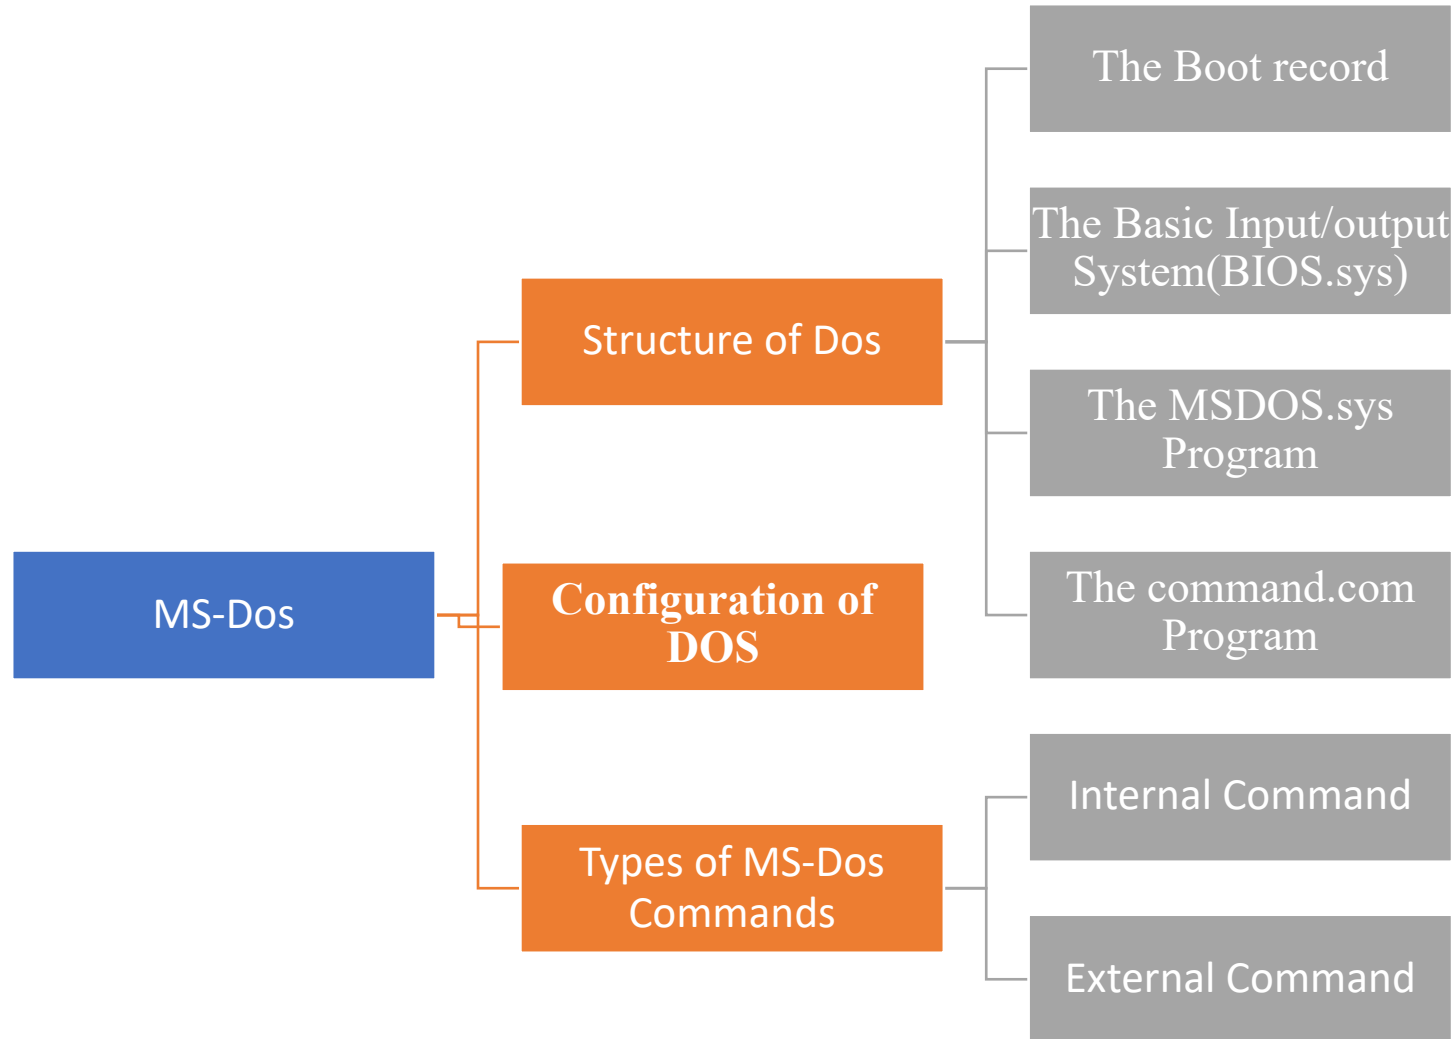 MS-Dos
Structure of Dos
The Boot record
The Basic Input/output
System(BIOS.sys)
The MSDOS.sys
Program
The command.com
Program
Configuration of
DOS
Types of MS-Dos
Commands
Internal Command
External Command